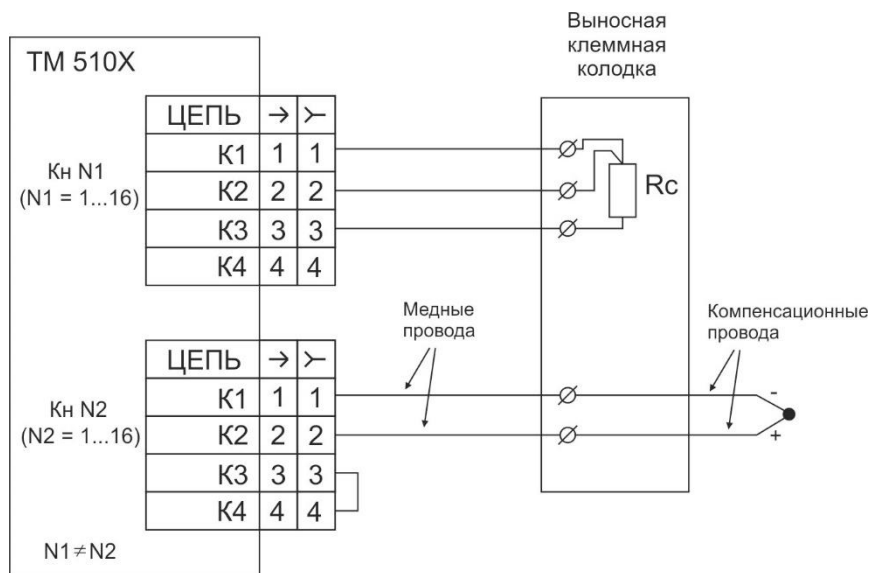 Выносная
клеммная
колодка
ТМ 510Х
ЦЕПЬ
Кн N1
(N1 = 1...16)
К1 1 1
К2 2 2
К3 3 3
К4 4 4
Rc
Медные
провода
Компенсационные
провода
ЦЕПЬ
Кн N2
(N2 = 1...16)
К1 1 1
К2 2 2
К3 3 3
К4 4 4
-
+
N1≠N2